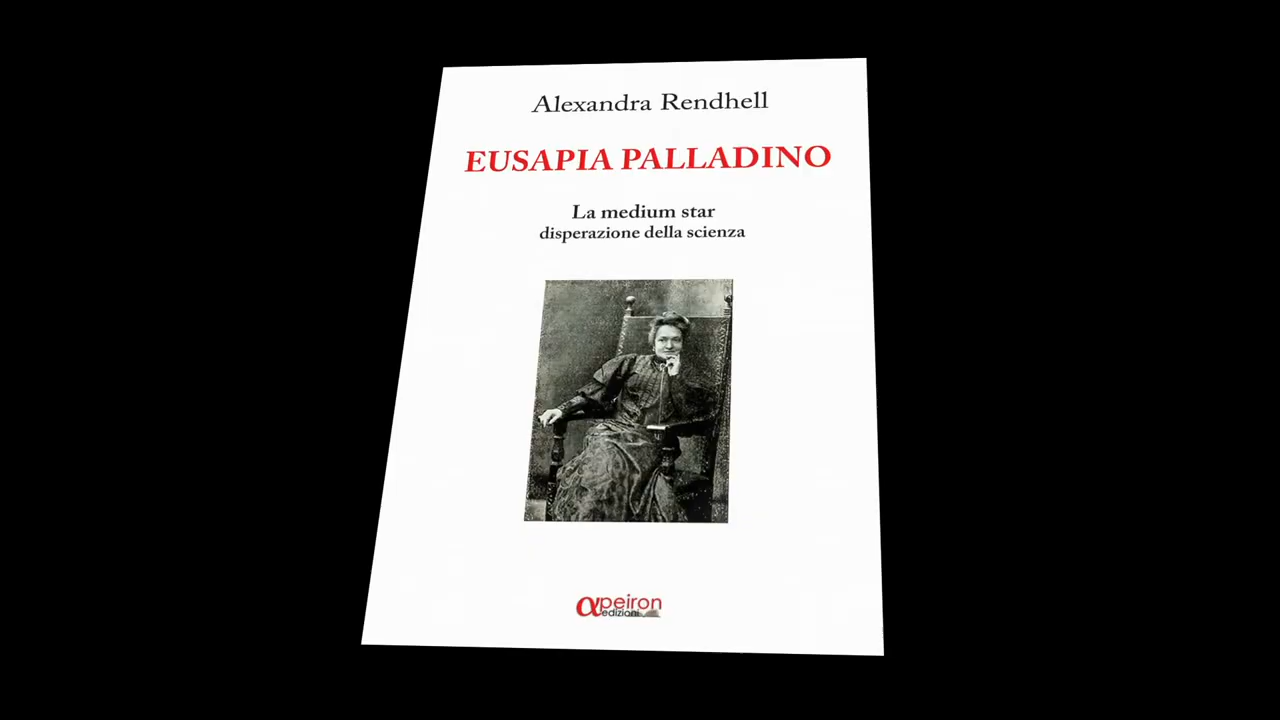 Alexandra Rendhell
EUSAPIA PALLADINO
La medium star
disperazione della scienza
αpeiron
edizioni